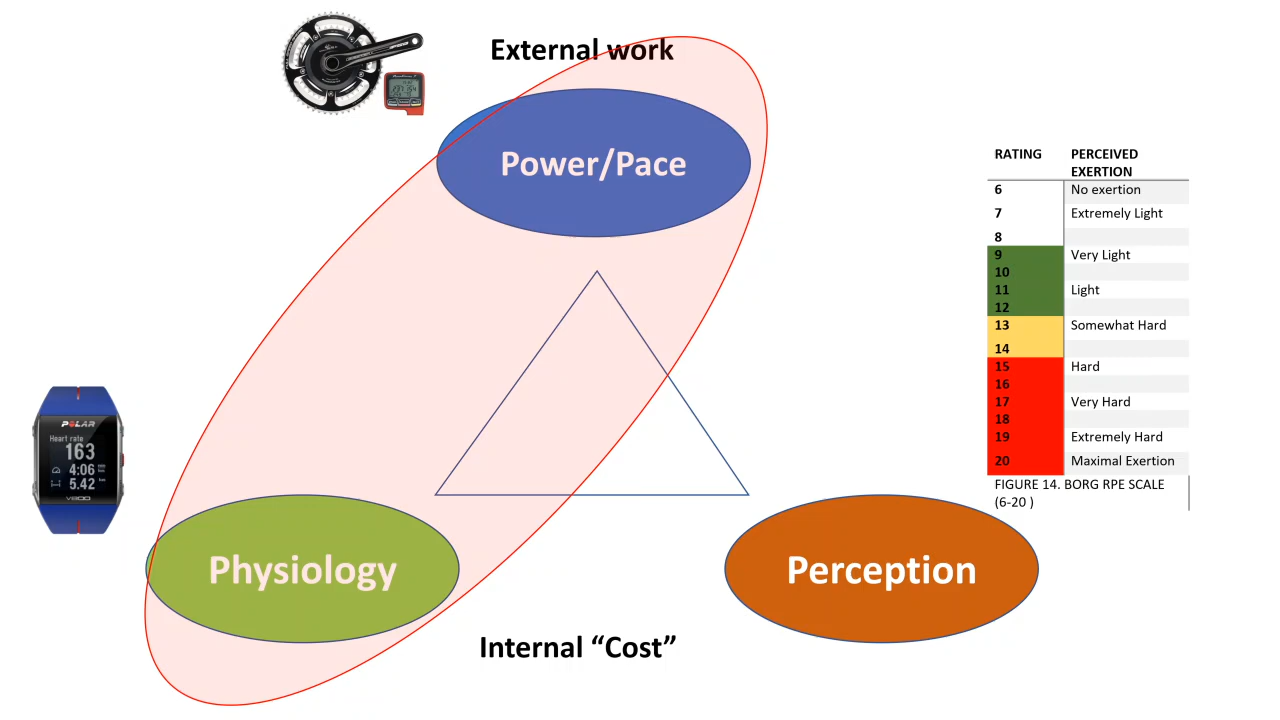 External work
Power/Pace
RATING PERCEIVED
EXERTION
6 No exertion
7 Extremely Light
8
9 Very Light
10
11 Light
12
13 Somewhat Hard
14
15 Hard
16
17 Very Hard
18
19 Extremely Hard
20 Maximal Exertion
FIGURE 14. BORG RPE SCALE
(6-20 )
POLAR
Heart rate
163
4:06
5.42
V800
Physiology
Perception
Internal “Cost”